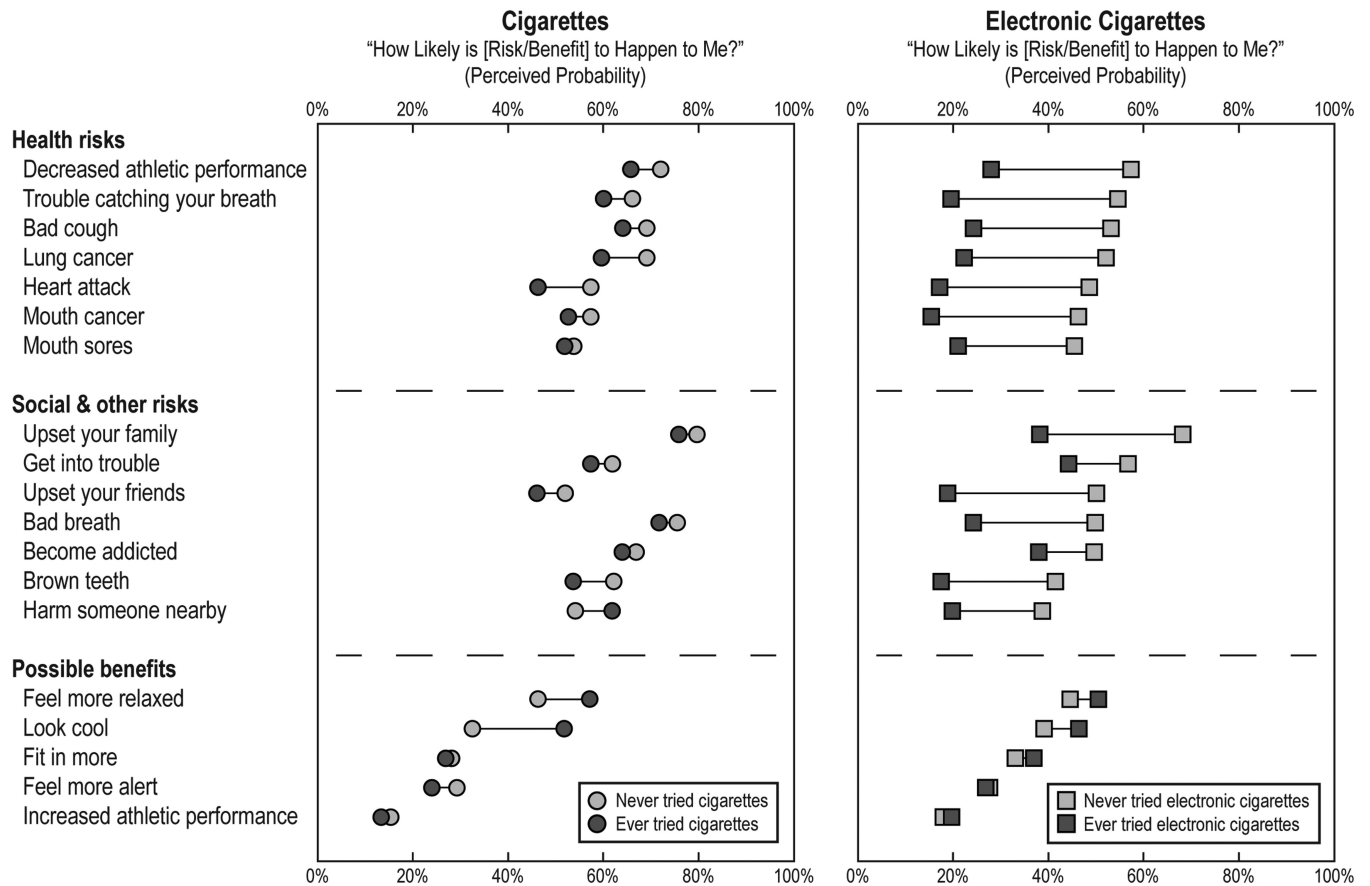 Cigarettes
“How Likely is [Risk/Benefit] to Happen to Me?”
(Perceived Probability)
0% 20% 40% 60% 80% 100%
Electronic Cigarettes
“How Likely is [Risk/Benefit] to Happen to Me?”
(Perceived Probability)
0% 20% 40% 60% 80% 100%
Health risks
Decreased athletic performance
Trouble catching your breath
Bad cough
Lung cancer
Heart attack
Mouth cancer
Mouth sores
Social & other risks
Upset your family
Get into trouble
Upset your friends
Bad breath
Become addicted
Brown teeth
Harm someone nearby
Possible benefits
Feel more relaxed
Look cool
Fit in more
Feel more alert
Increased athletic performance
Never tried cigarettes
Ever tried cigarettes
0% 20% 40% 60% 80% 100%
Never tried electronic cigarettes
Ever tried electronic cigarettes
0% 20% 40% 60% 80% 100%